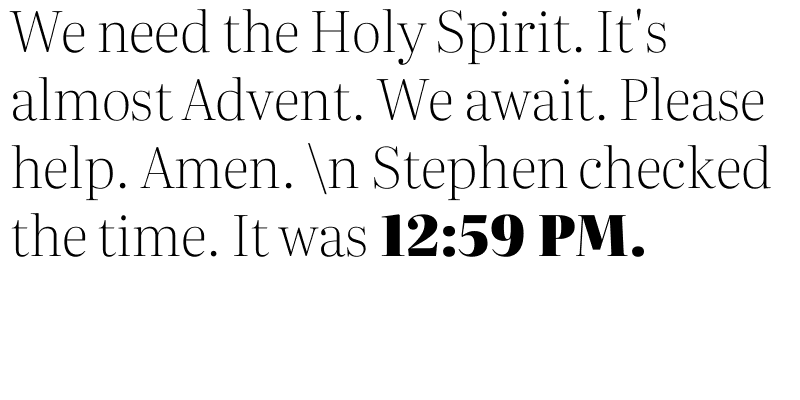 We need the Holy Spirit. It's
almost Advent. We await. Please
help. Amen. \n Stephen checked
the time. It was 12:59 PM.